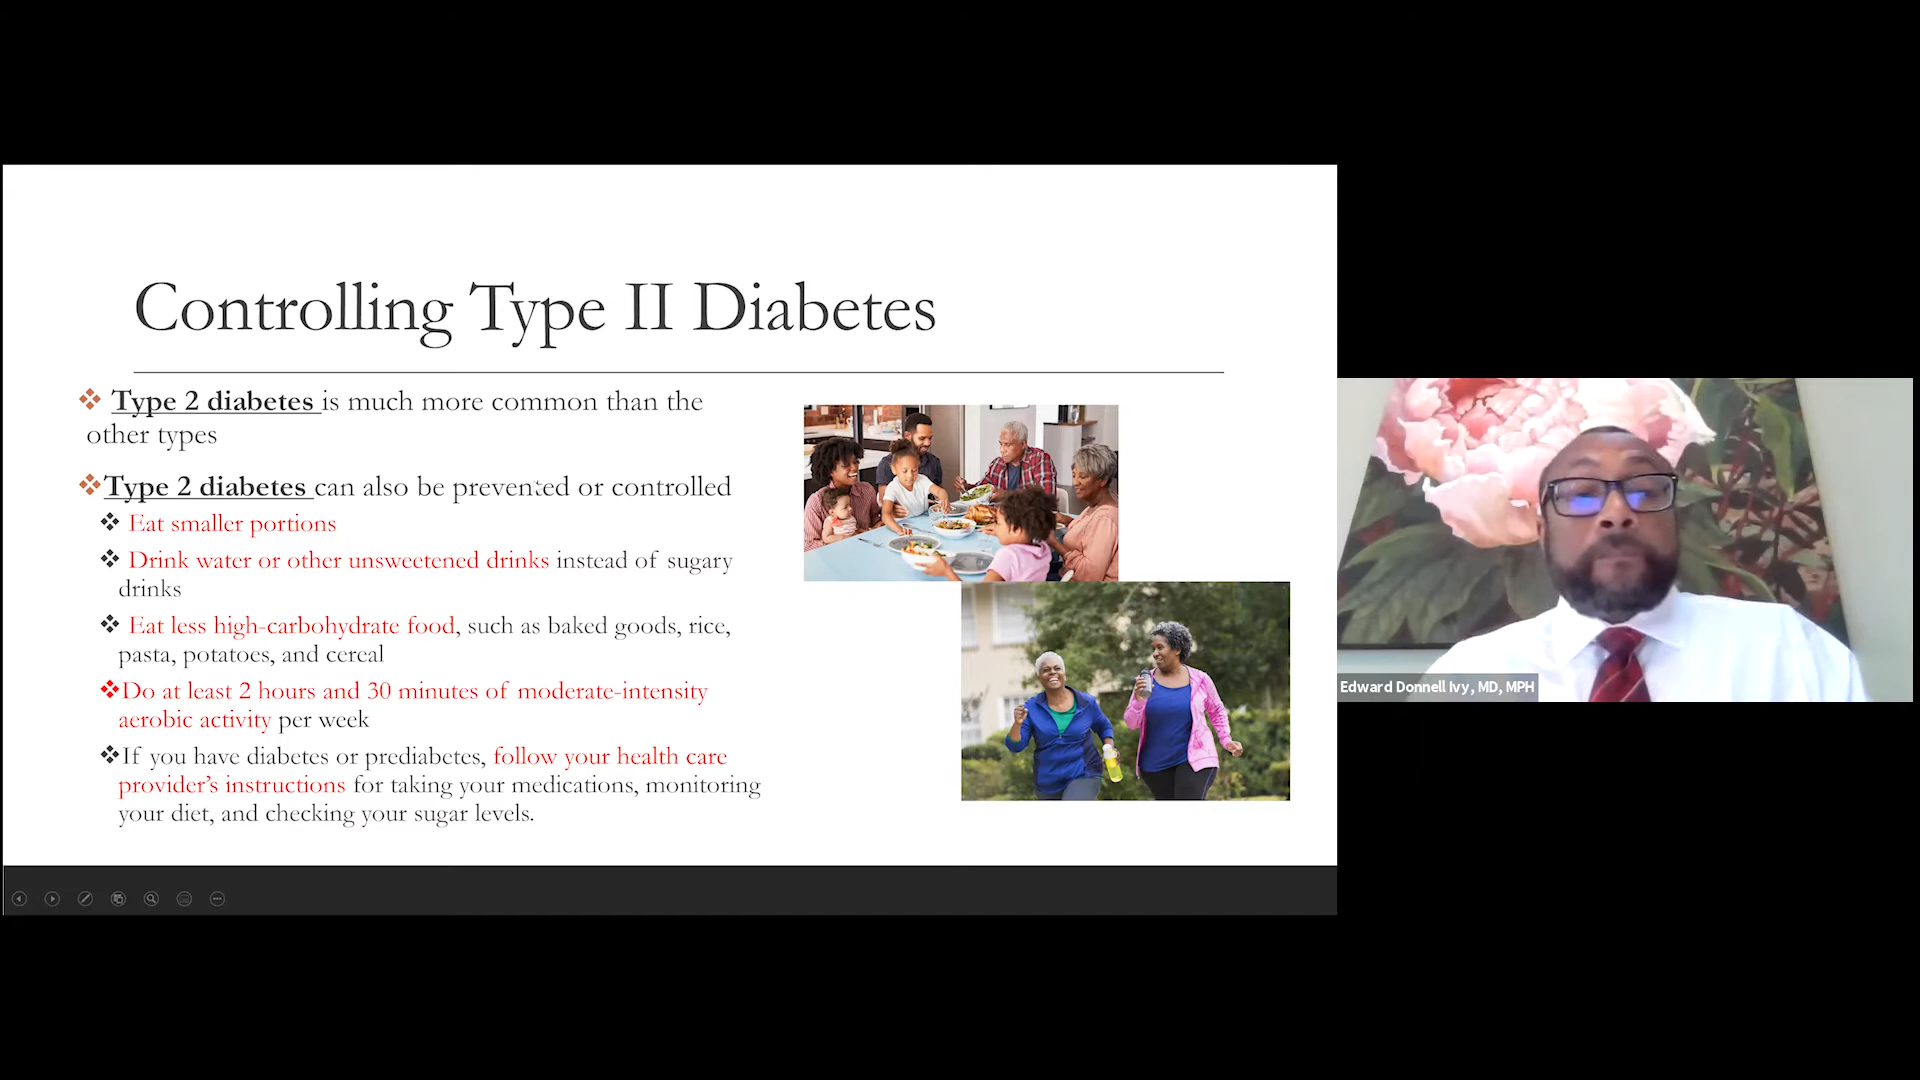 Controlling Type II Diabetes
Type 2 diabetes is much more common than the
other types
Type 2 diabetes can also be prevented or controlled
Eat smaller portions
Drink water or other unsweetened drinks instead of sugary
drinks
Eat less high-carbohydrate food, such as baked goods, rice,
pasta, potatoes, and cereal
Do at least 2 hours and 30 minutes of moderate-intensity
aerobic activity per week
If you have diabetes or prediabetes, follow your health care
provider's instructions for taking your medications, monitoring
your diet, and checking your sugar levels.
Edward Donnell Ivy, MD, MPH